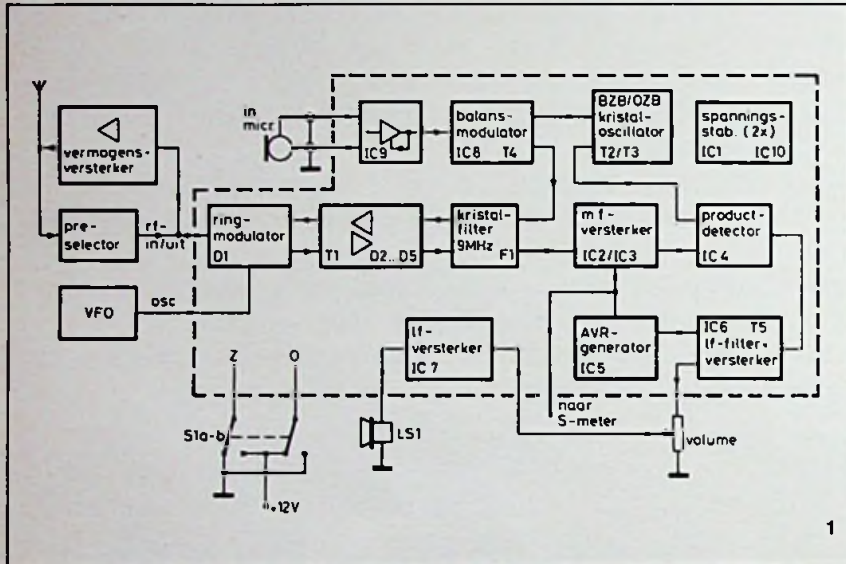 in
micr.
IC9
balans-
modulator
IC8 T4
BZB/OZB
kristal-
oscillator
T2/T3
spannings-
stab. (2x)
IC1 IC10
vermogens-
versterker
pre-
selector
rf-
in/uit
ring-
modulator
D1
T1 D2...D5
kristal-
filter
9MHz
F1
mf-
versterker
IC2/IC3
product-
detector
IC4
VFO
osc
lf-
versterker
IC7
AVR-
generator
IC5
IC6 T5
lf-filter+
versterker
Z O
S1a-b
LS1
naar
S-meter
volume
+12V
1